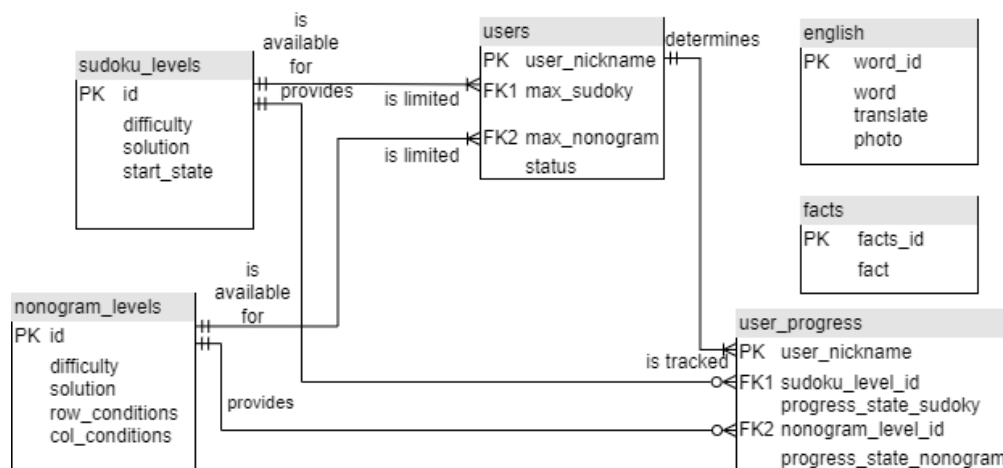 is
available
for
provides
sudoku_levels
PK id
difficulty
solution
start_state
is limited
is limited
users
PK user_nickname
FK1 max_sudoky
FK2 max_nonogram
status
determines
english
PK word_id
word
translate
photo
facts
PK facts_id
fact
is
available
for
nonogram_levels
PK id
difficulty
solution
row_conditions
col_conditions
provides
is tracked
user_progress
PK user_nickname
FK1 sudoku_level_id
progress_state_sudoky
FK2 nonogram_level_id
progress_state_nonogram